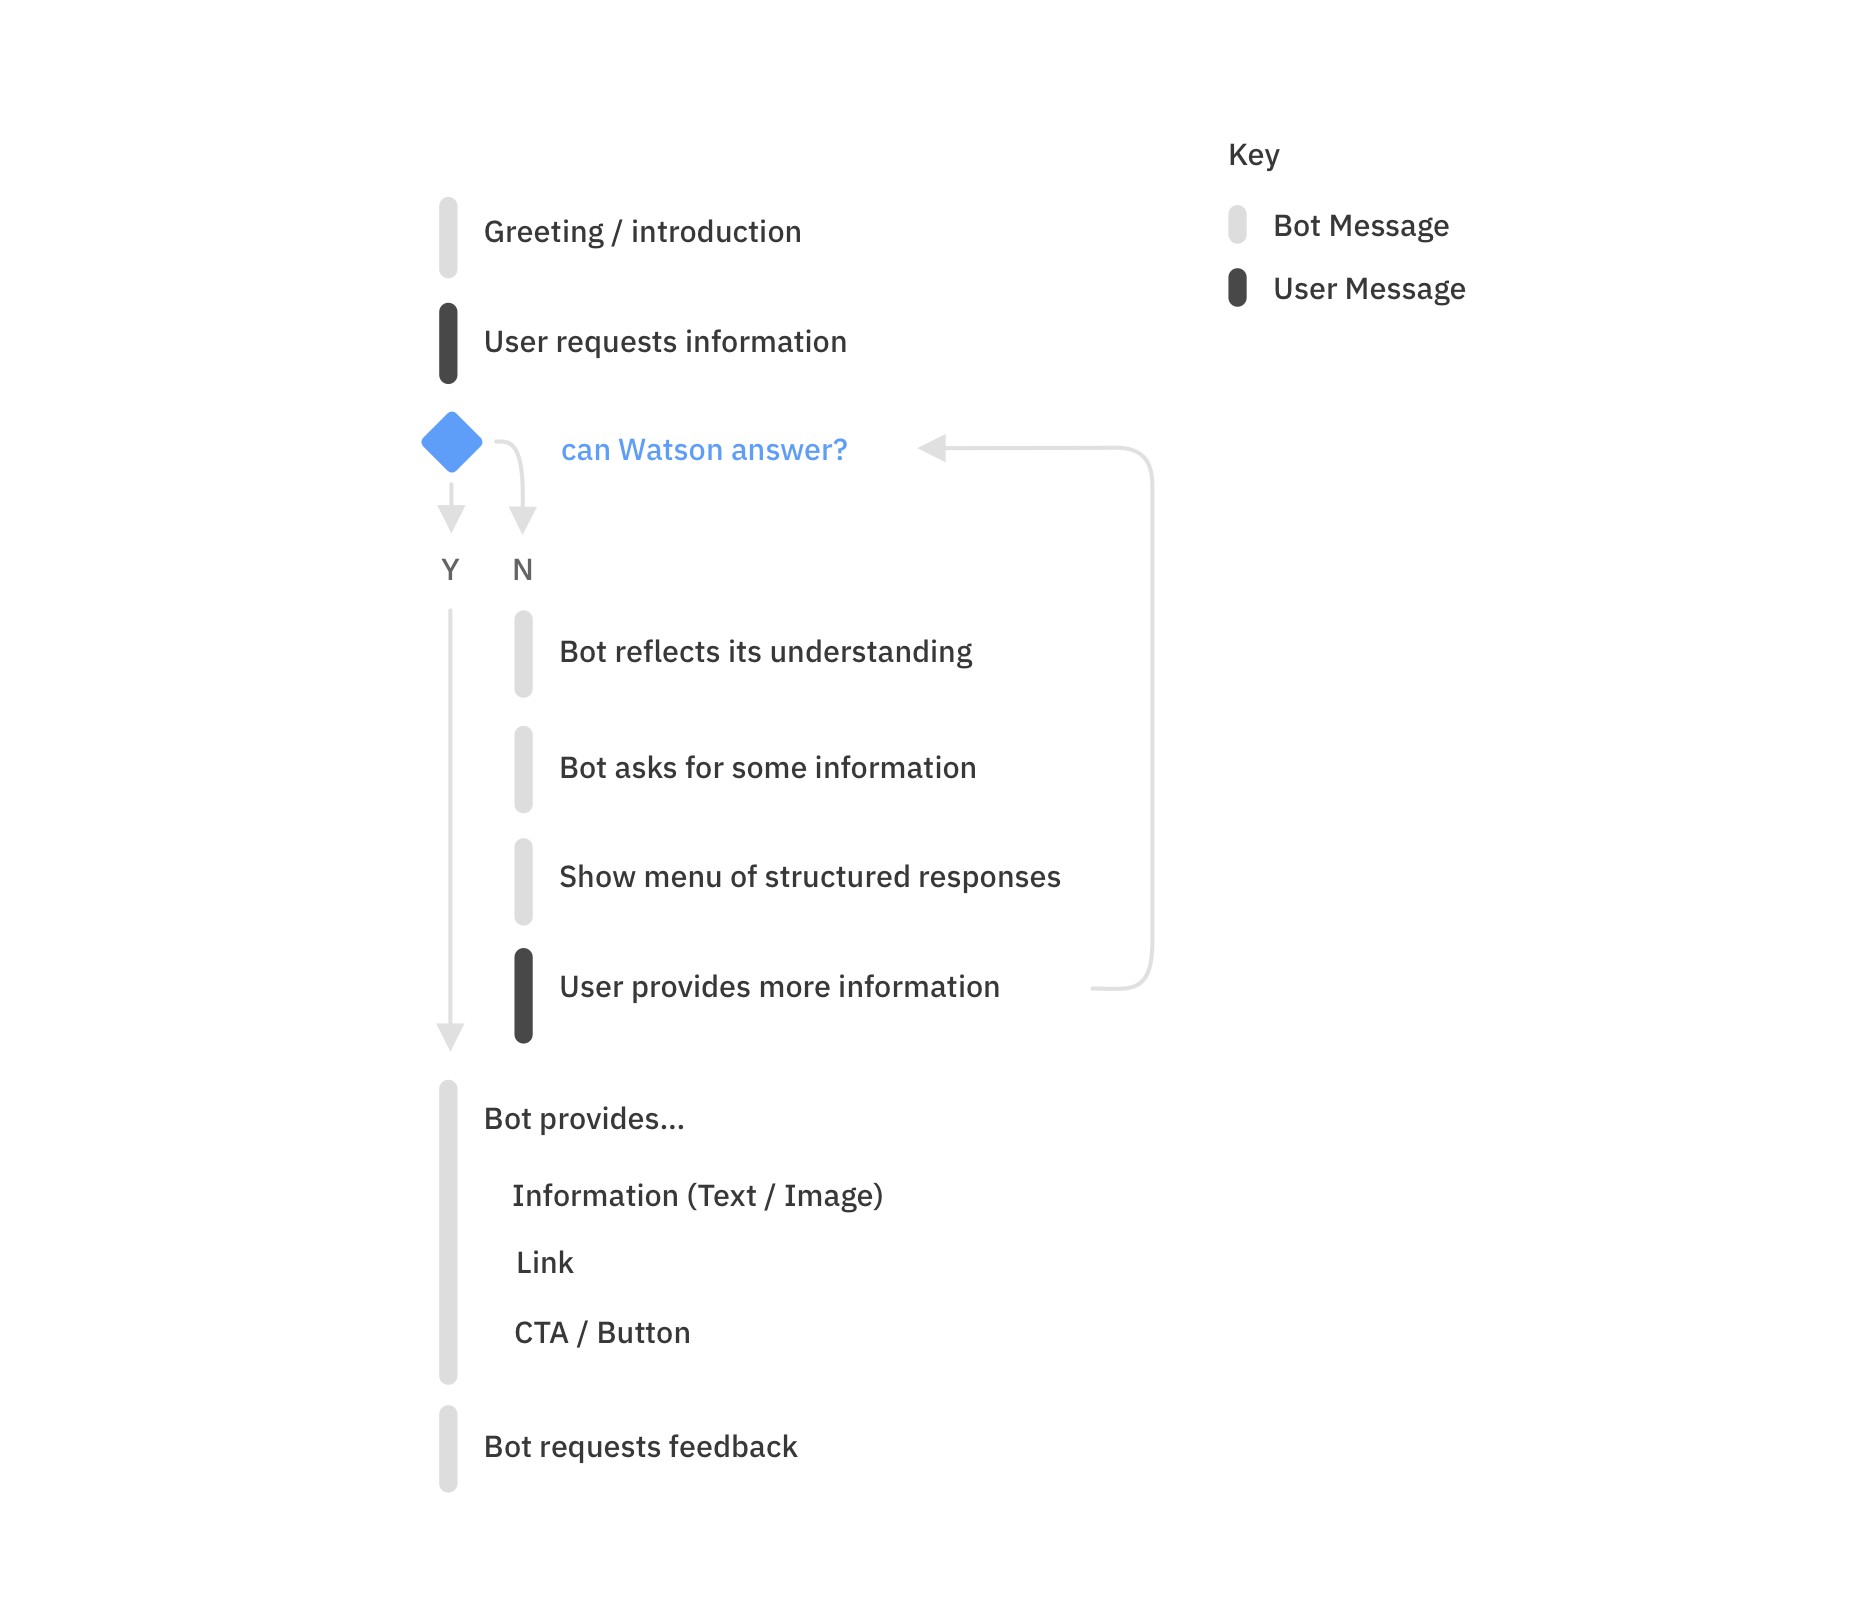 Key
Bot Message
User Message
Greeting / introduction
User requests information
can Watson answer?
Y
N
Bot reflects its understanding
Bot asks for some information
Show menu of structured responses
User provides more information
Bot provides...
Information (Text / Image)
Link
CTA / Button
Bot requests feedback